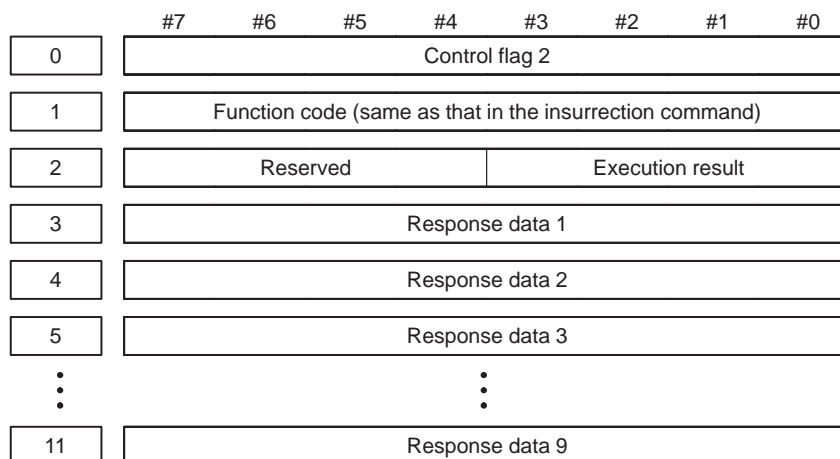 #7 #6 #5 #4 #3 #2 #1 #0
0 Control flag 2
1 Function code (same as that in the insurrection command)
2 Reserved Execution result
3 Response data 1
4 Response data 2
5 Response data 3
11 Response data 9